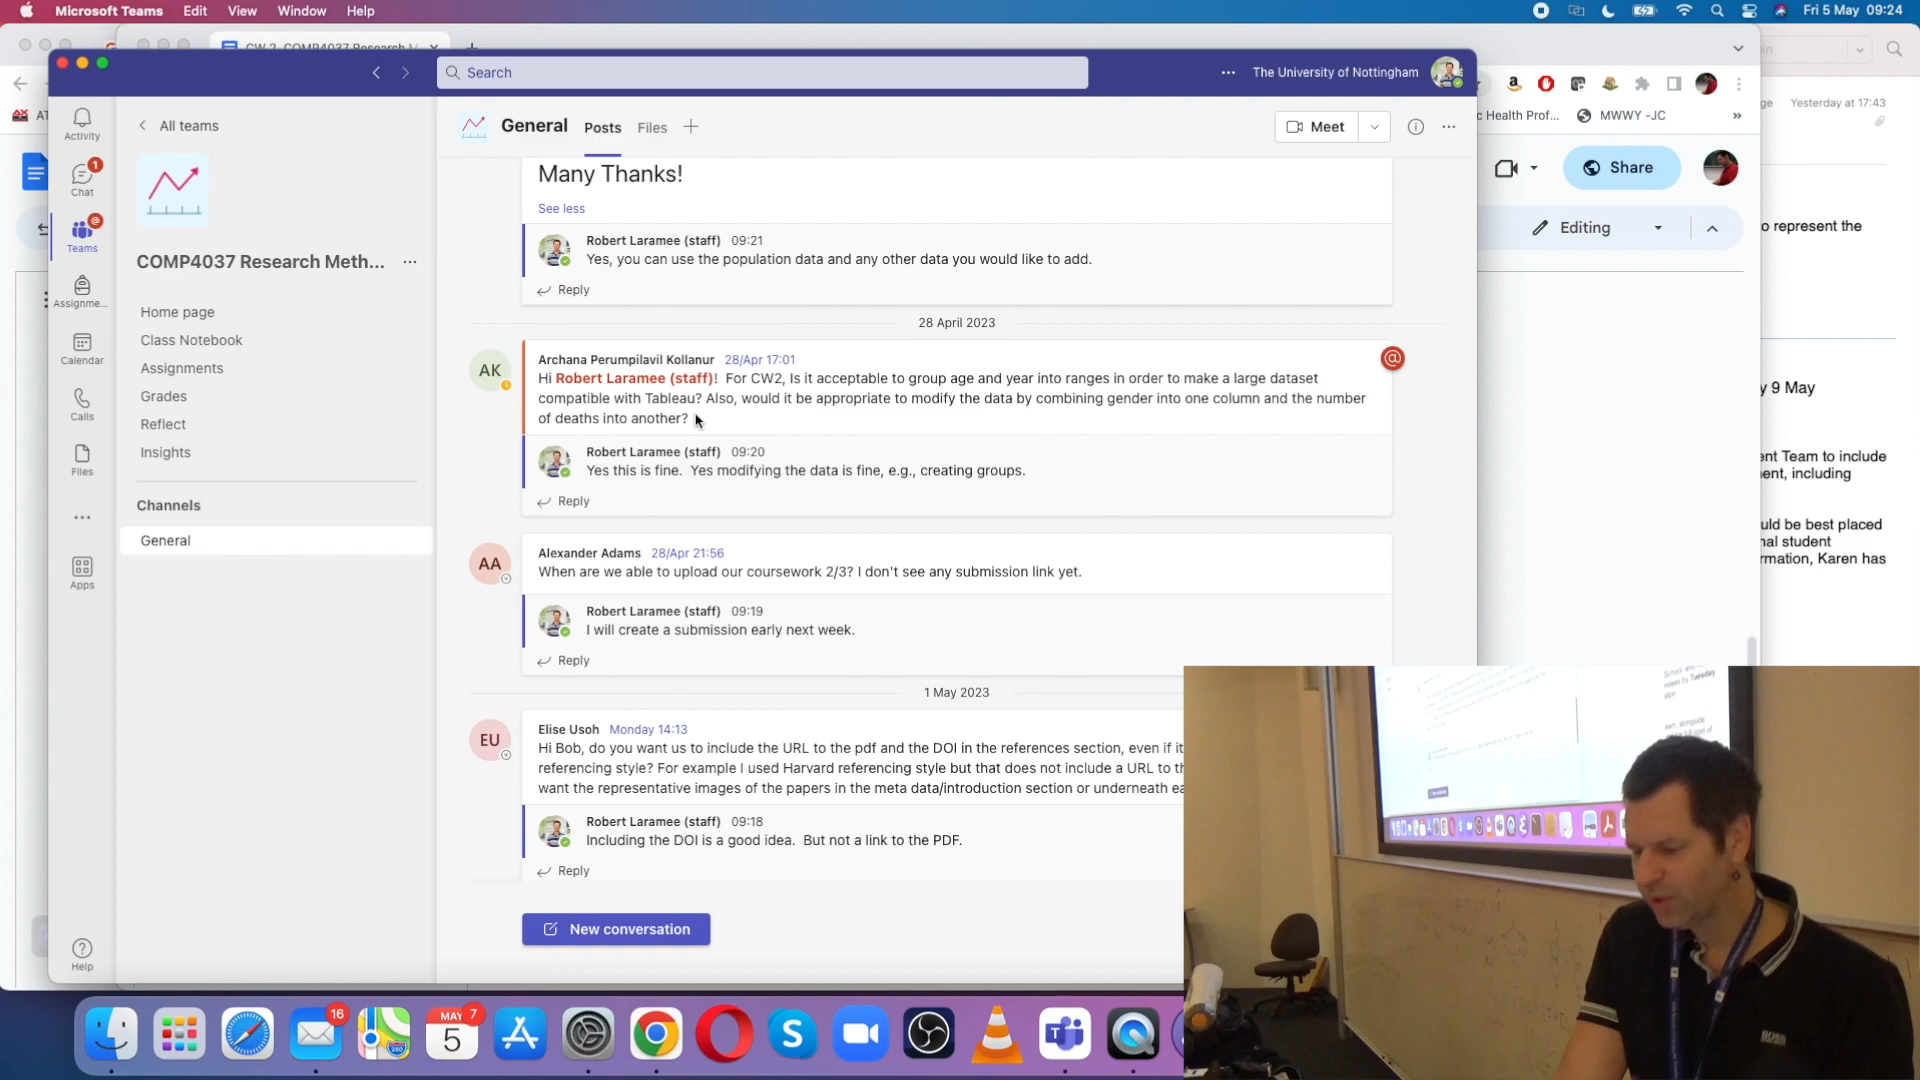 Microsoft Teams Edit View Window Help
Fri 5 May 09:24
CW 2, COMP4037 Research M
Search
The University of Nottingham
Yesterday at 17:43
c Health Prof... MWWY -JC
Activity
Chat
1
Teams
Assignme...
Calendar
Calls
Files
Apps
Help
All teams
COMP4037 Research Meth...
Home page
Class Notebook
Assignments
Grades
Reflect
Insights
Channels
General
General Posts Files
Meet
Share
Editing
o represent the
y 9 May
ent Team to include
ent, including
uld be best placed
nal student
rmation, Karen has
Many Thanks!
See less
Robert Laramee (staff) 09:21
Yes, you can use the population data and any other data you would like to add.
Reply
28 April 2023
AK
Archana Perumpilavil Kollanur 28/Apr 17:01
Hi Robert Laramee (staff)! For CW2, Is it acceptable to group age and year into ranges in order to make a large dataset
compatible with Tableau? Also, would it be appropriate to modify the data by combining gender into one column and the number
of deaths into another?
Robert Laramee (staff) 09:20
Yes this is fine. Yes modifying the data is fine, e.g., creating groups.
Reply
AA
Alexander Adams 28/Apr 21:56
When are we able to upload our coursework 2/3? I don't see any submission link yet.
Robert Laramee (staff) 09:19
I will create a submission early next week.
Reply
1 May 2023
EU
Elise Usoh Monday 14:13
Hi Bob, do you want us to include the URL to the pdf and the DOI in the references section, even if it
referencing style? For example I used Harvard referencing style but that does not include a URL to th
want the representative images of the papers in the meta data/introduction section or underneath ea
Robert Laramee (staff) 09:18
Including the DOI is a good idea. But not a link to the PDF.
Reply
New conversation
16
MAY 7
5
280
BOSS